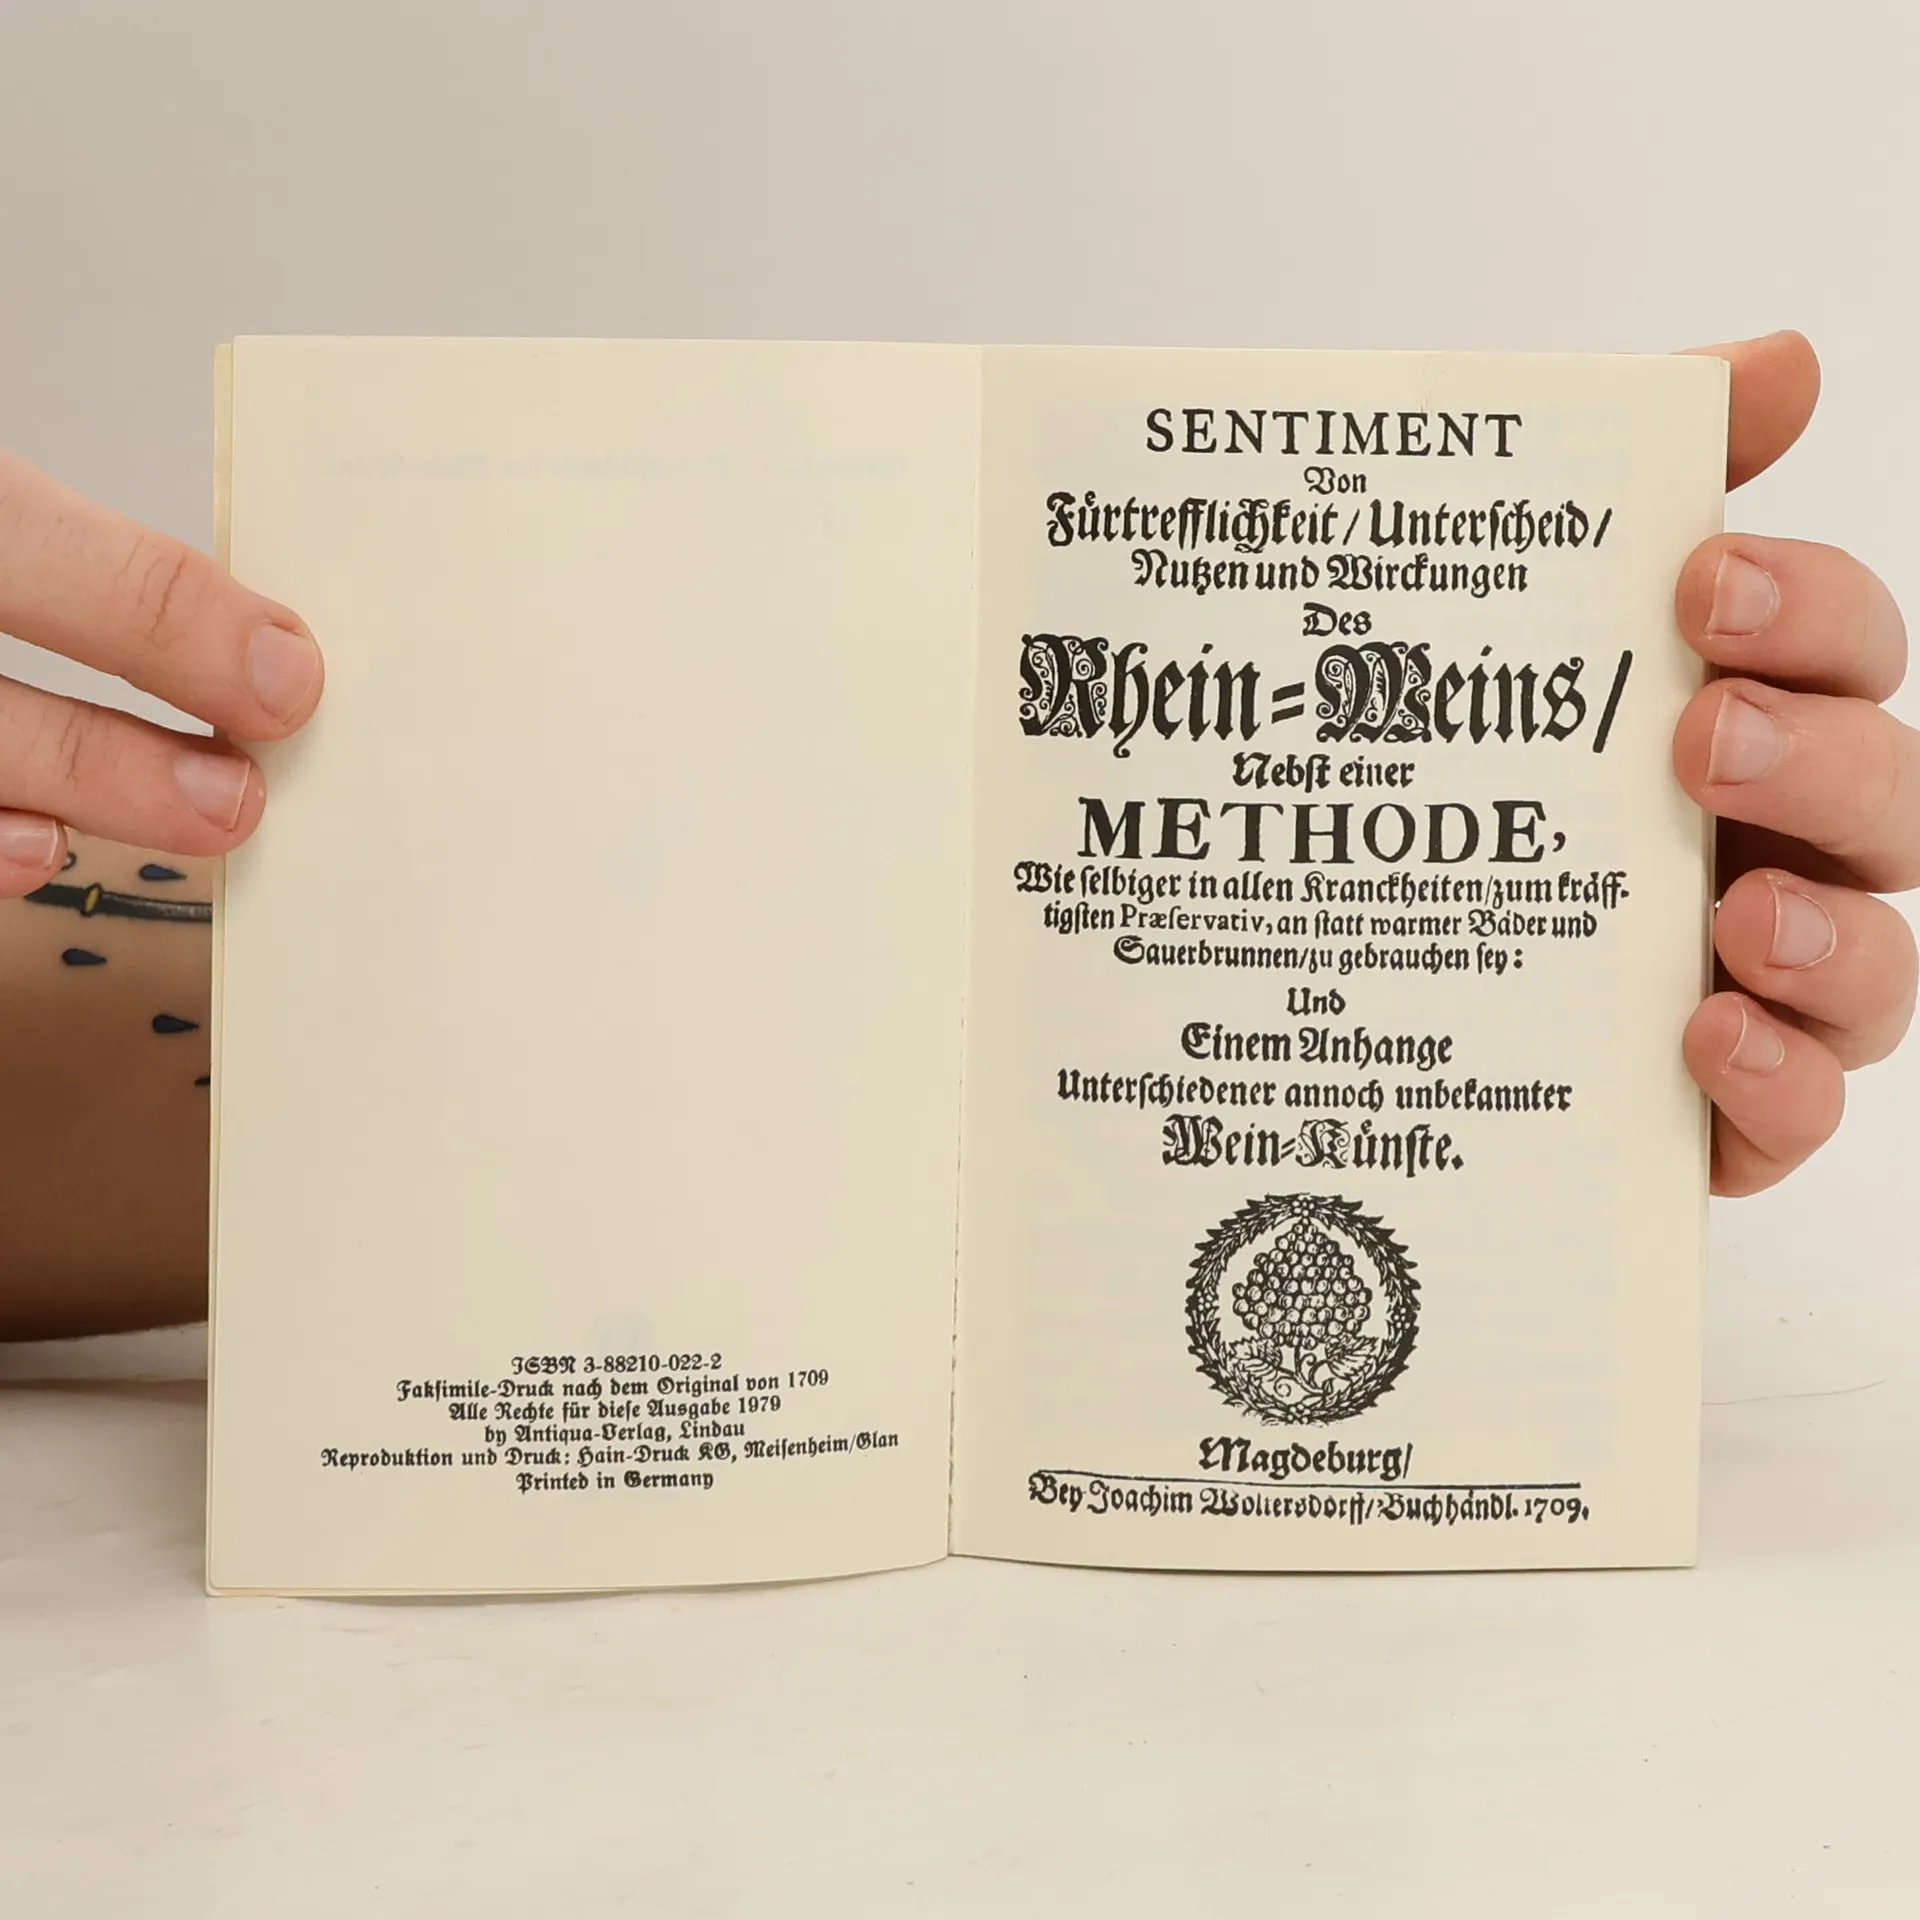 ISBN 3-88210-022-2
Fakſimile-Druck nach dem Original von 1709
Alle Rechte für dieſe Ausgabe 1979
by Antiqua-Verlag, Lindau
Reproduktion und Druck: Hain-Druck KG, Meiſenheim/Glan
Printed in Germany
SENTIMENT
Von
Fürtrefflichkeit / Unterſcheid /
Nutzen und Wirckungen
Des
Rhein=Weins /
Nebſt einer
METHODE,
Wie ſelbiger in allen Kranckheiten/zum kräff-
tigſten Præſervativ, an ſtatt warmer Bäder und
Sauerbrunnen/zu gebrauchen ſey:
Und
Einem Anhange
Unterſchiedener annoch unbekannter
Wein=Künſte.
Magdeburg/
Bey Joachim Woltersdorff/Buchhändl. 1709.